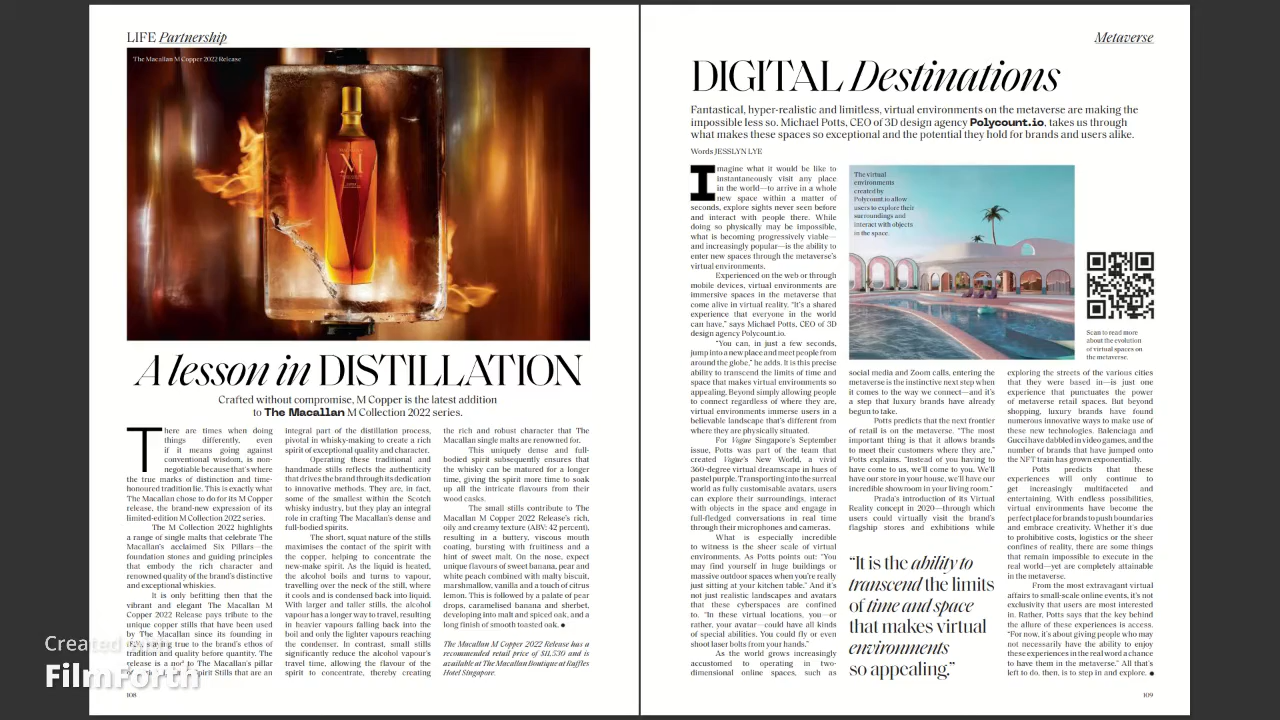 LIFE Partnership
The Macallan M Copper 2022 Release
A lesson in DISTILLATION
Crafted without compromise, M Copper is the latest addition
to The Macallan M Collection 2022 series.
There are times when doing
things differently, even
if it means going against
conventional wisdom, is non-
negotiable because that's where
the true marks of distinction and time-
honoured tradition lie. This is exactly what
The Macallan chose to do for its M Copper
release, the brand-new expression of its
limited-edition M Collection 2022 series.
The M Collection 2022 highlights
a range of single malts that celebrate The
Macallan's acclaimed Six Pillars—the
foundation stones and guiding principles
that embody the rich character and
renowned quality of the brand's distinctive
and exceptional whiskies.
It is only befitting then that the
vibrant and elegant The Macallan M
Copper 2022 Release pays tribute to the
unique copper stills that have been used
by The Macallan since its founding in
true to the brand's ethos of
tradition and quality before quantity. The
release is a nod to The Macallan's pillar
Spirit Stills that are an
integral part of the distillation process,
pivotal in whisky-making to create a rich
spirit of exceptional quality and character.
Operating these traditional and
handmade stills reflects the authenticity
that drives the brand through its dedication
to innovative methods. They are, in fact,
some of the smallest within the Scotch
whisky industry, but they play an integral
role in crafting The Macallan's dense and
full-bodied spirit.
The short, squat nature of the stills
maximises the contact of the spirit with
the copper, helping to concentrate the
new-make spirit. As the liquid is heated,
the alcohol boils and turns to vapour,
travelling over the neck of the still, where
it cools and is condensed back into liquid.
With larger and taller stills, the alcohol
vapour has a longer way to travel, resulting
in heavier vapours falling back into the
boil and only the lighter vapours reaching
the condenser. In contrast, small stills
significantly reduce the alcohol vapour's
travel time, allowing the flavour of the
spirit to concentrate, thereby creating
the rich and robust character that The
Macallan single malts are renowned for.
This uniquely dense and full-
bodied spirit subsequently ensures that
the whisky can be matured for a longer
time, giving the spirit more time to soak
up all the intricate flavours from their
wood casks.
The small stills contribute to The
Macallan M Copper 2022 Release's rich,
oily and creamy texture (ABV: 42 percent),
resulting in a buttery, viscous mouth
coating, bursting with fruitiness and a
hint of sweet malt. On the nose, expect
unique flavours of sweet banana, pear and
white peach combined with malty biscuit,
marshmallow, vanilla and a touch of citrus
lemon. This is followed by a palate of pear
drops, caramelised banana and sherbet,
developing into malt and spiced oak, and a
long finish of smooth toasted oak. ●
The Macallan M Copper 2022 Release has a
recommended retail price of $11,530 and is
available at The Macallan Boutique at Raffles
Hotel Singapore.
108
Created with
FilmForth
Metaverse
DIGITAL Destinations
Fantastical, hyper-realistic and limitless, virtual environments on the metaverse are making the
impossible less so. Michael Potts, CEO of 3D design agency Polycount.io, takes us through
what makes these spaces so exceptional and the potential they hold for brands and users alike.
Words JESSLYN LYE
Imagine what it would be like to
instantaneously visit any place
in the world—to arrive in a whole
new space within a matter of
seconds, explore sights never seen before
and interact with people there. While
doing so physically may be impossible,
what is becoming progressively viable—
and increasingly popular—is the ability to
enter new spaces through the metaverse's
virtual environments.
Experienced on the web or through
mobile devices, virtual environments are
immersive spaces in the metaverse that
come alive in virtual reality. "It's a shared
experience that everyone in the world
can have," says Michael Potts, CEO of 3D
design agency Polycount.io.
"You can, in just a few seconds,
jump into a new place and meet people from
around the globe," he adds. It is this precise
ability to transcend the limits of time and
space that makes virtual environments so
appealing. Beyond simply allowing people
to connect regardless of where they are,
virtual environments immerse users in a
believable landscape that's different from
where they are physically situated.
For Vogue Singapore's September
issue, Potts was part of the team that
created Vogue's New World, a vivid
360-degree virtual dreamscape in hues of
pastel purple. Transporting into the surreal
world as fully customisable avatars, users
can explore their surroundings, interact
with objects in the space and engage in
full-fledged conversations in real time
through their microphones and cameras.
What is especially incredible
to witness is the sheer scale of virtual
environments. As Potts points out: "You
may find yourself in huge buildings or
massive outdoor spaces when you're really
just sitting at your kitchen table." And it's
not just realistic landscapes and avatars
that these cyberspaces are confined
to. "In these virtual locations, you—or
rather, your avatar—could have all kinds
of special abilities. You could fly or even
shoot laser bolts from your hands."
As the world grows increasingly
accustomed to operating in two-
dimensional online spaces, such as
The virtual
environments
created by
Polycount.io allow
users to explore their
surroundings and
interact with objects
in the space.
Scan to read more
about the evolution
of virtual spaces on
the metaverse.
social media and Zoom calls, entering the
metaverse is the instinctive next step when
it comes to the way we connect—and it's
a step that luxury brands have already
begun to take.
Potts predicts that the next frontier
of retail is on the metaverse. "The most
important thing is that it allows brands
to meet their customers where they are,"
Potts explains. "Instead of you having to
have come to us, we'll come to you. We'll
have our store in your house, we'll have our
incredible showroom in your living room."
Prada's introduction of its Virtual
Reality concept in 2020—through which
users could virtually visit the brand's
flagship stores and exhibitions while
"It is the ability to
transcend the limits
of time and space
that makes virtual
environments
so appealing."
exploring the streets of the various cities
that they were based in—is just one
experience that punctuates the power
of metaverse retail spaces. But beyond
shopping, luxury brands have found
numerous innovative ways to make use of
these new technologies. Balenciaga and
Gucci have dabbled in video games, and the
number of brands that have jumped onto
the NFT train has grown exponentially.
Potts predicts that these
experiences will only continue to
get increasingly multifaceted and
entertaining. With endless possibilities,
virtual environments have become the
perfect place for brands to push boundaries
and embrace creativity. Whether it's due
to prohibitive costs, logistics or the sheer
confines of reality, there are some things
that remain impossible to execute in the
real world—yet are completely attainable
in the metaverse.
From the most extravagant virtual
affairs to small-scale online events, it's not
exclusivity that users are most interested
in. Rather, Potts says that the key behind
the allure of these experiences is access.
"For now, it's about giving people who may
not necessarily have the ability to enjoy
these experiences in the real word a chance
to have them in the metaverse." All that's
left to do, then, is to step in and explore. ●
109